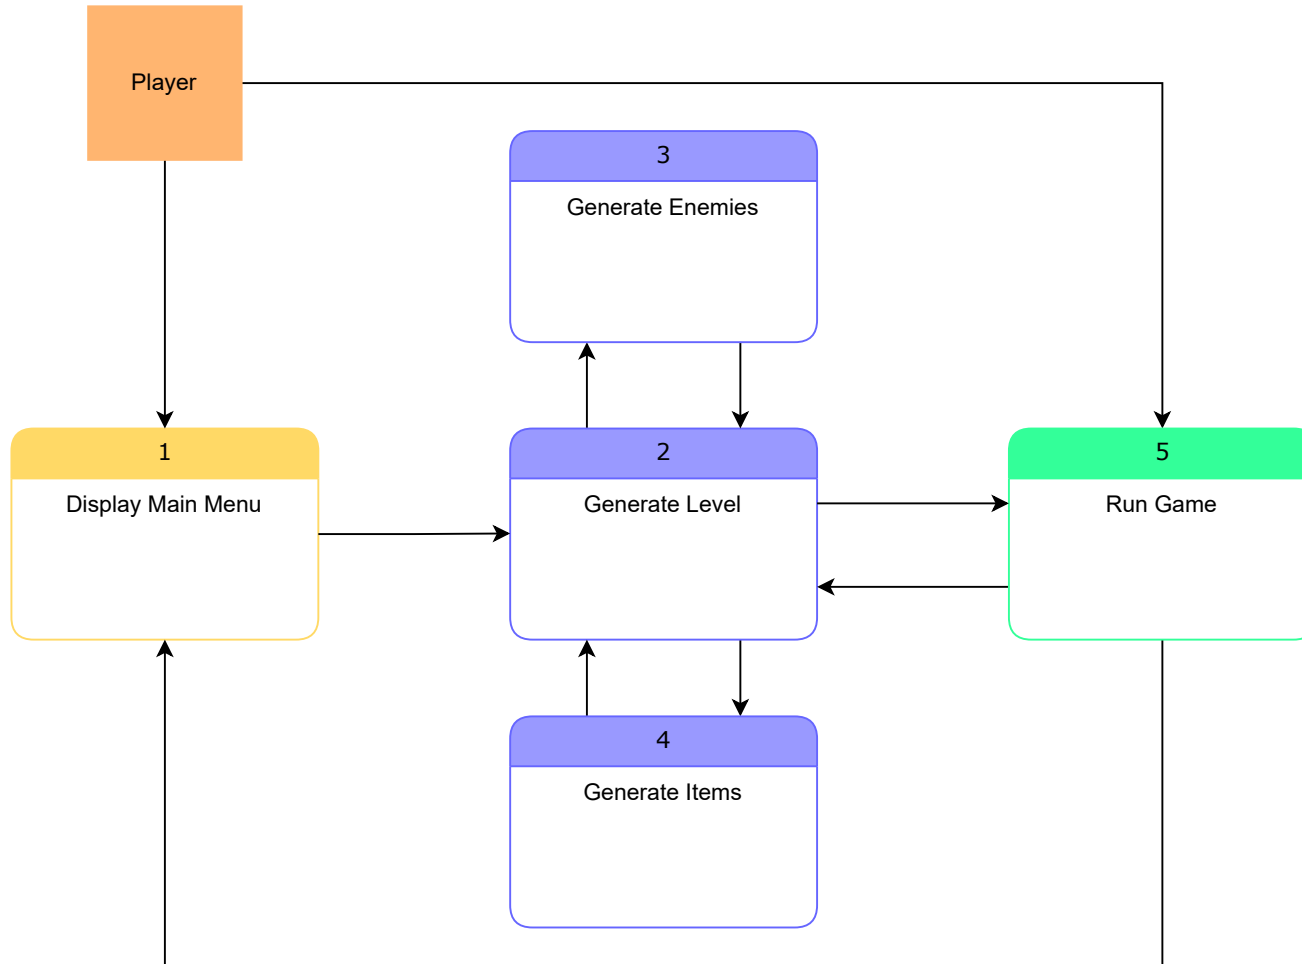 Player
3
Generate Enemies
1
Display Main Menu
2
Generate Level
5
Run Game
4
Generate Items